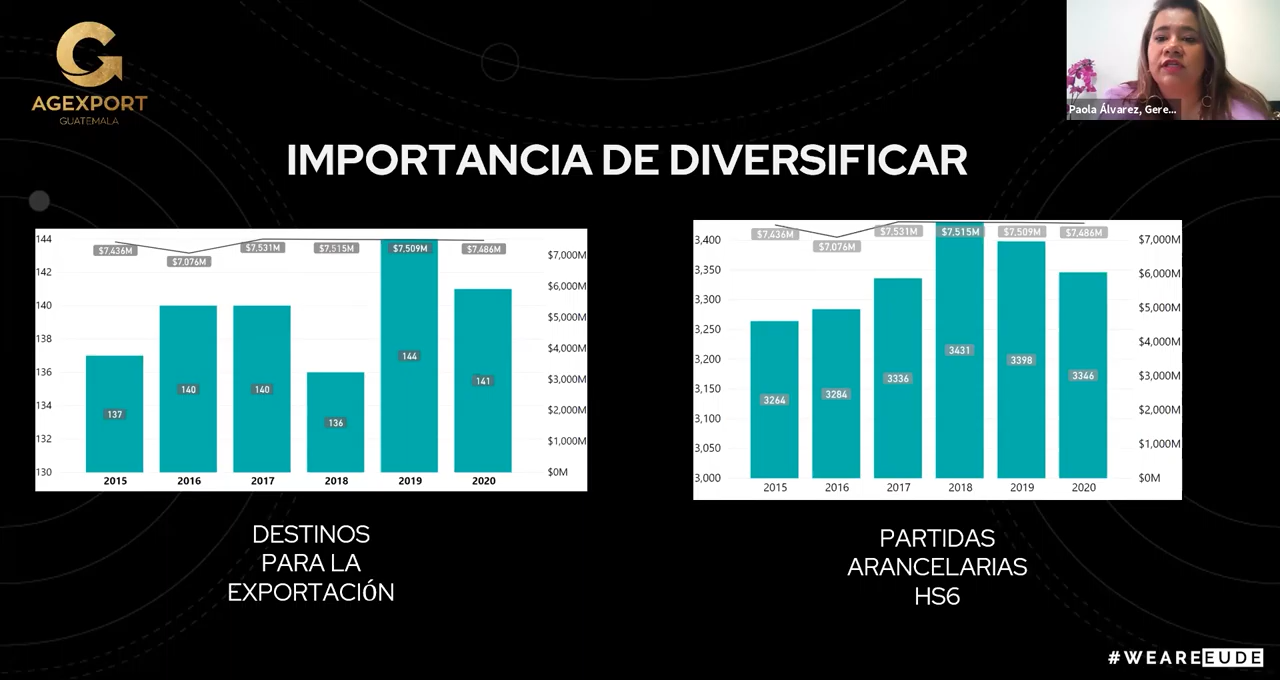 AGEXPORT
GUATEMALA
Paola Álvarez, Gere...
IMPORTANCIA DE DIVERSIFICAR
144
142
140
138
136
134
132
130
$7,436M
$7,076M
$7,531M
$7,515M
$7,509M
$7,486M
137
140
140
136
144
141
$7,000M
$6,000M
$5,000M
$4,000M
$3,000M
$2,000M
$1,000M
$0M
2015 2016 2017 2018 2019 2020
3,400
3,350
3,300
3,250
3,200
3,150
3,100
3,050
3,000
$7,436M
$7,076M
$7,531M
$7,515M
$7,509M
$7,486M
3264
3284
3336
3431
3398
3346
$7,000M
$6,000M
$5,000M
$4,000M
$3,000M
$2,000M
$1,000M
$0M
2015 2016 2017 2018 2019 2020
DESTINOS
PARA LA
EXPORTACIÓN
PARTIDAS
ARANCELARIAS
HS6
#WEAREEUDE